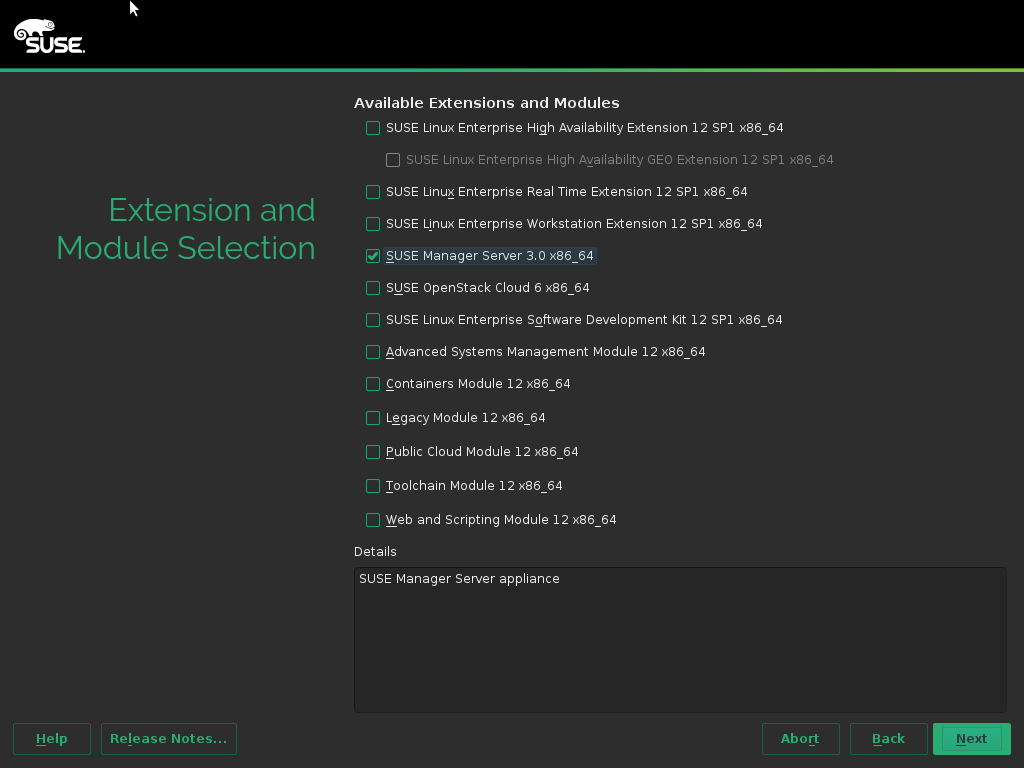 SUSE
Extension and
Module Selection
Available Extensions and Modules
SUSE Linux Enterprise High Availability Extension 12 SP1 x86_64
SUSE Linux Enterprise High Availability GEO Extension 12 SP1 x86_64
SUSE Linux Enterprise Real Time Extension 12 SP1 x86_64
SUSE Linux Enterprise Workstation Extension 12 SP1 x86_64
SUSE Manager Server 3.0 x86_64
SUSE OpenStack Cloud 6 x86_64
SUSE Linux Enterprise Software Development Kit 12 SP1 x86_64
Advanced Systems Management Module 12 x86_64
Containers Module 12 x86_64
Legacy Module 12 x86_64
Public Cloud Module 12 x86_64
Toolchain Module 12 x86_64
Web and Scripting Module 12 x86_64
Details
SUSE Manager Server appliance
Help Release Notes... Abort Back Next